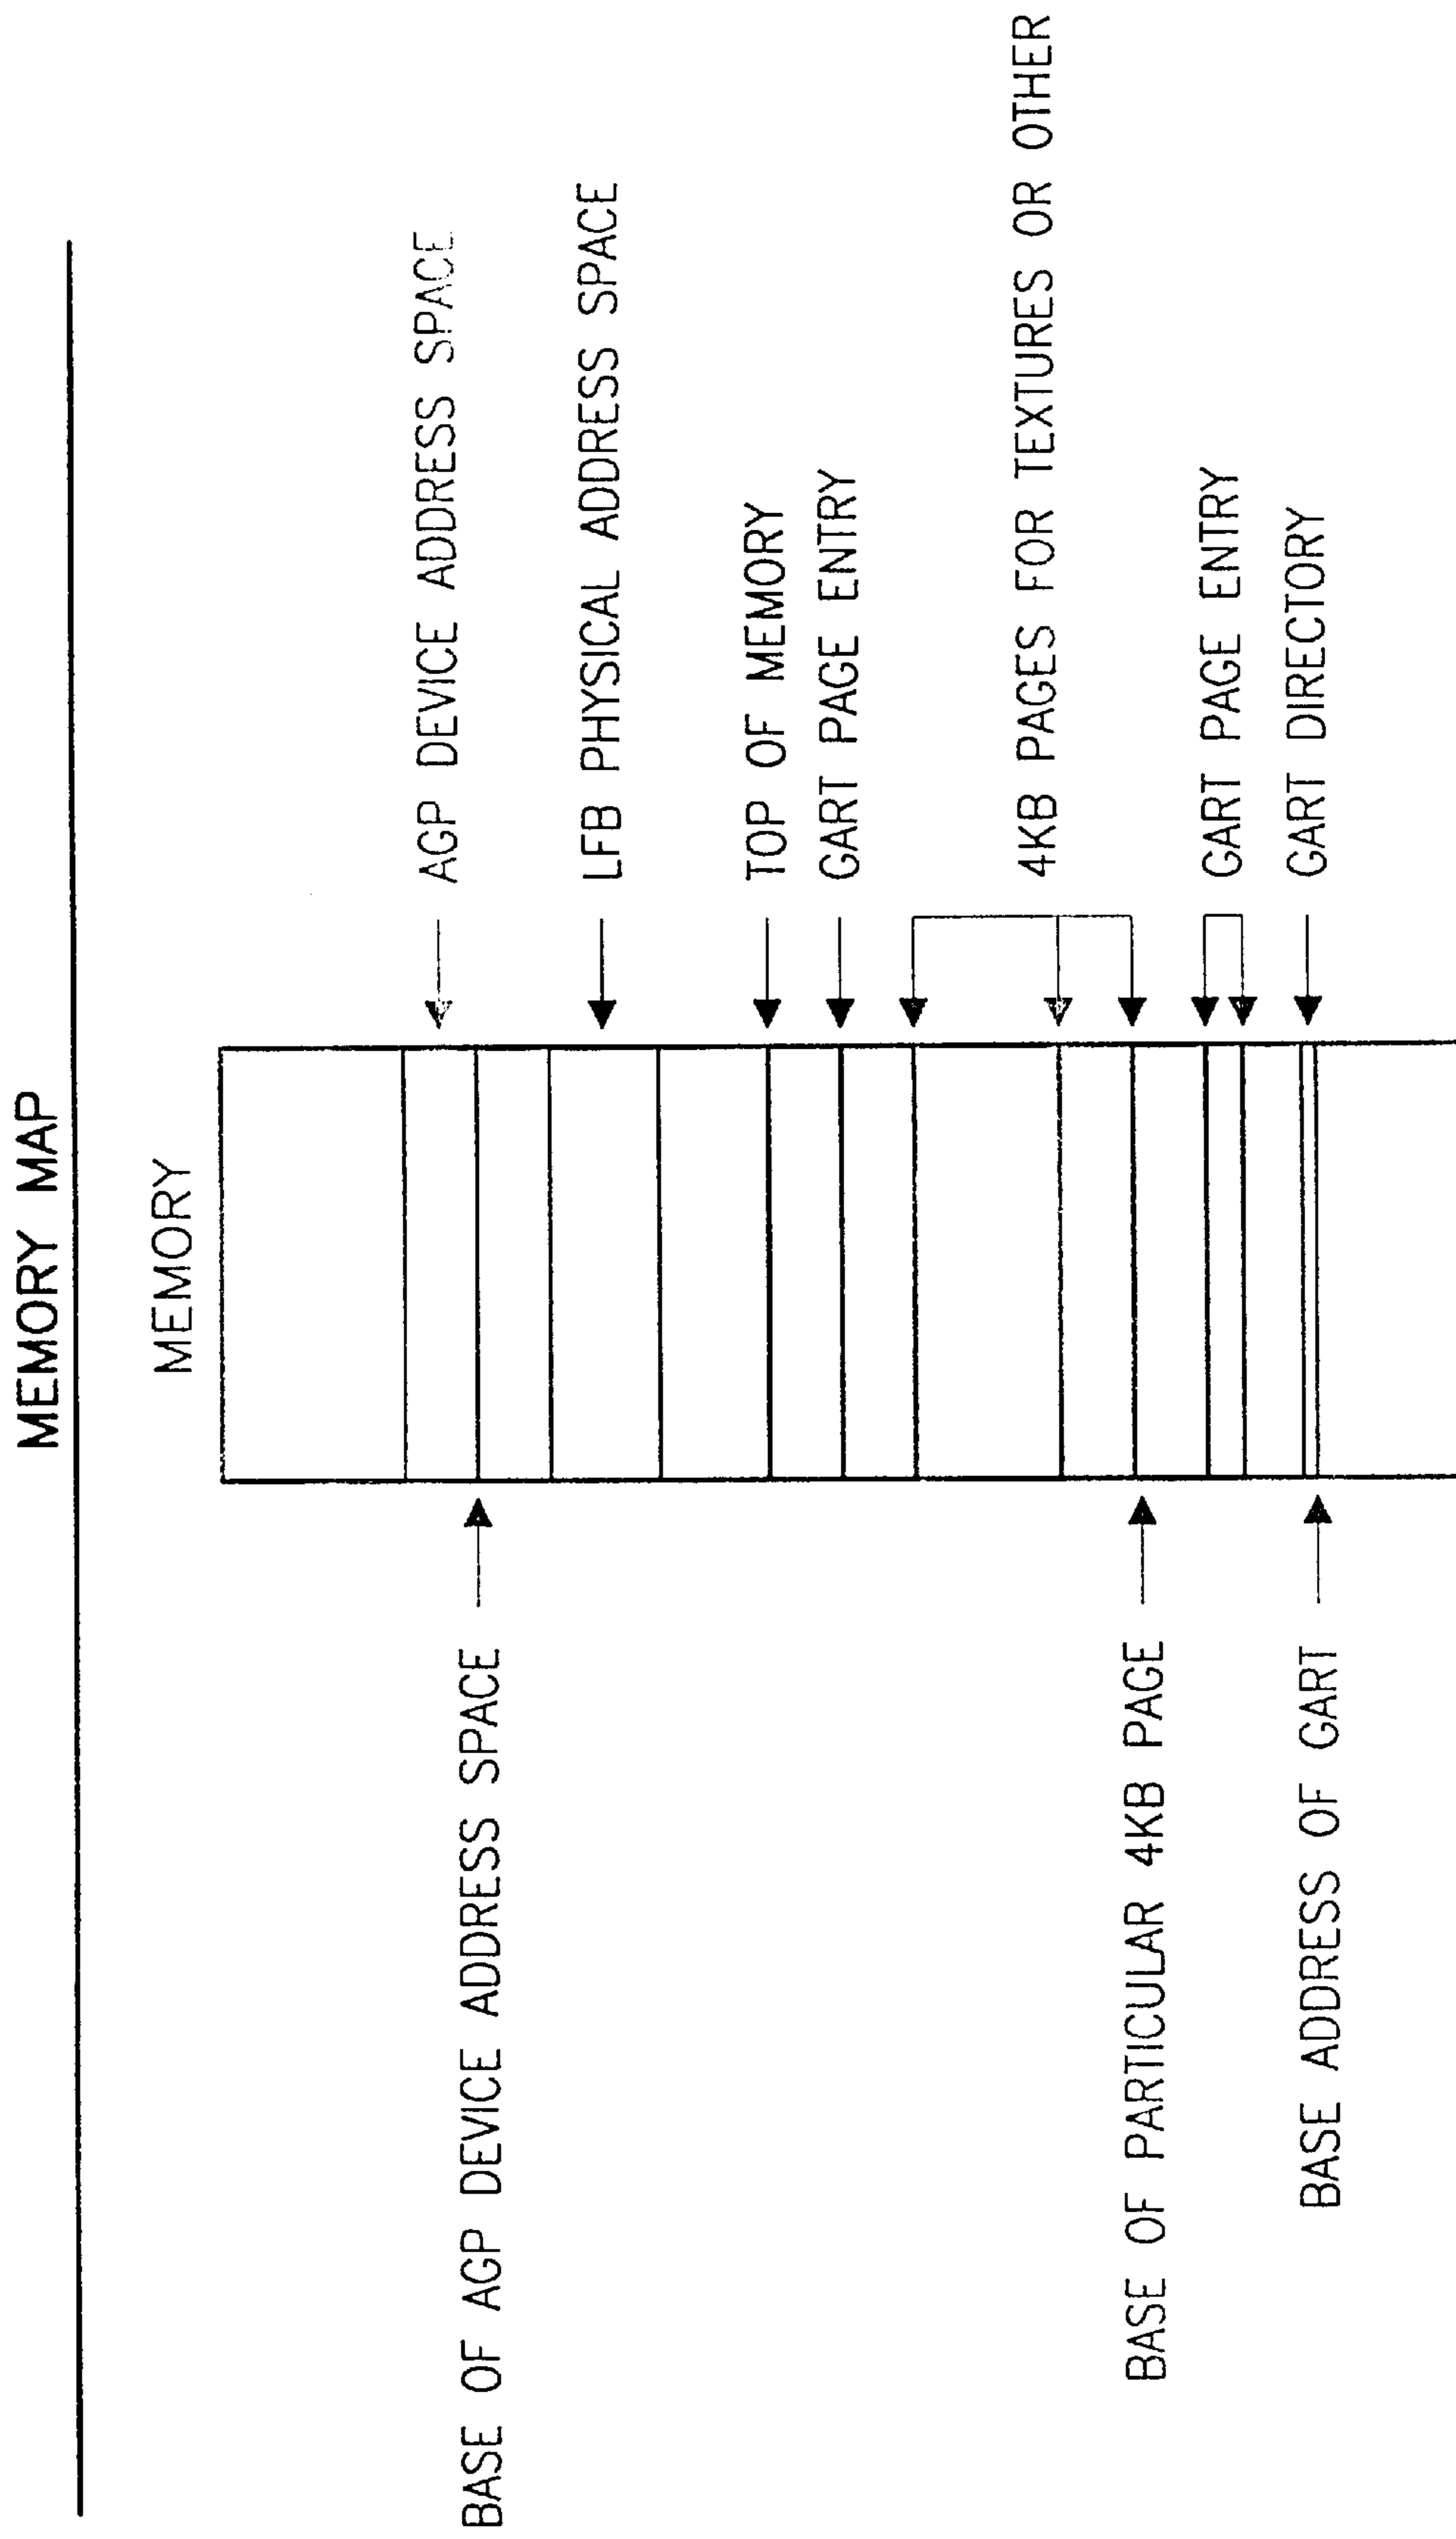 MEMORY MAP
MEMORY
AGP DEVICE ADDRESS SPACE
BASE OF AGP DEVICE ADDRESS SPACE
LFB PHYSICAL ADDRESS SPACE
TOP OF MEMORY
GART PAGE ENTRY
4KB PAGES FOR TEXTURES OR OTHER
BASE OF PARTICULAR 4KB PAGE
GART PAGE ENTRY
GART DIRECTORY
BASE ADDRESS OF GART